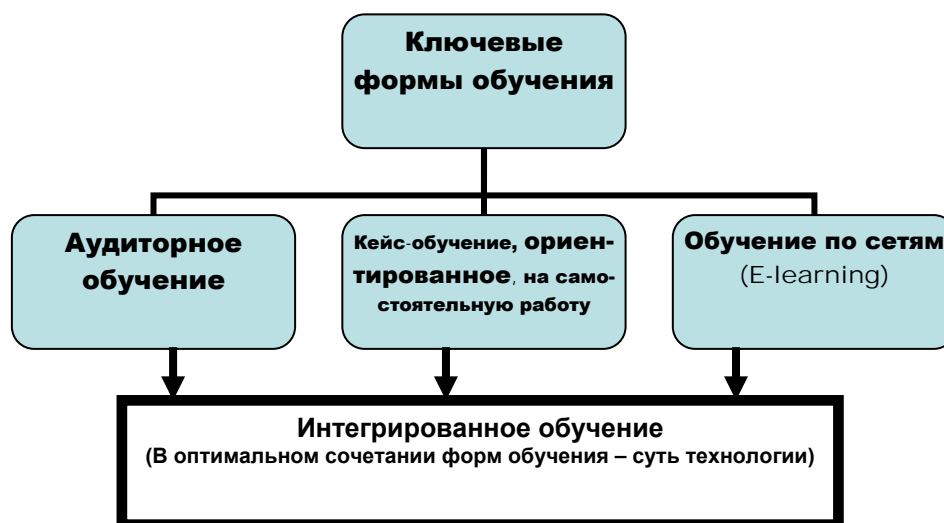 Ключевые
формы обучения
Аудиторное
обучение
Кейс-обучение, ориен-
тированное, на само-
стоятельную работу
Обучение по сетям
(E-learning)
Интегрированное обучение
(В оптимальном сочетании форм обучения – суть технологии)